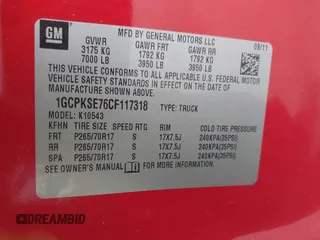 GM
MFD BY GENERAL MOTORS LLC
09/11
GVWR GAWR FRT GAWR RR
3175 KG 1792 KG 1792 KG
7000 LB 3950 LB 3950 LB
THIS VEHICLE CONFORMS TO ALL APPLICABLE U.S. FEDERAL
MOTOR VEHICLE SAFETY STANDARDS IN EFFECT ON THE DATE
OF MANUFACTURE SHOWN ABOVE.
1GCPKSE76CF117318 TYPE: TRUCK
MODEL: K10543
TIRE SIZE SPEED RTG RIM COLD TIRE PRESSURE
FRT P265/70R17 S 17X7.5J 240KPA(35PSI)
RR P265/70R17 S 17X7.5J 240KPA(35PSI)
SPA P265/70R17 S 17X7.5J 240KPA(35PSI)
SEE OWNER'S MANUAL FOR ADDITIONAL INFORMATION.
DREAMBID